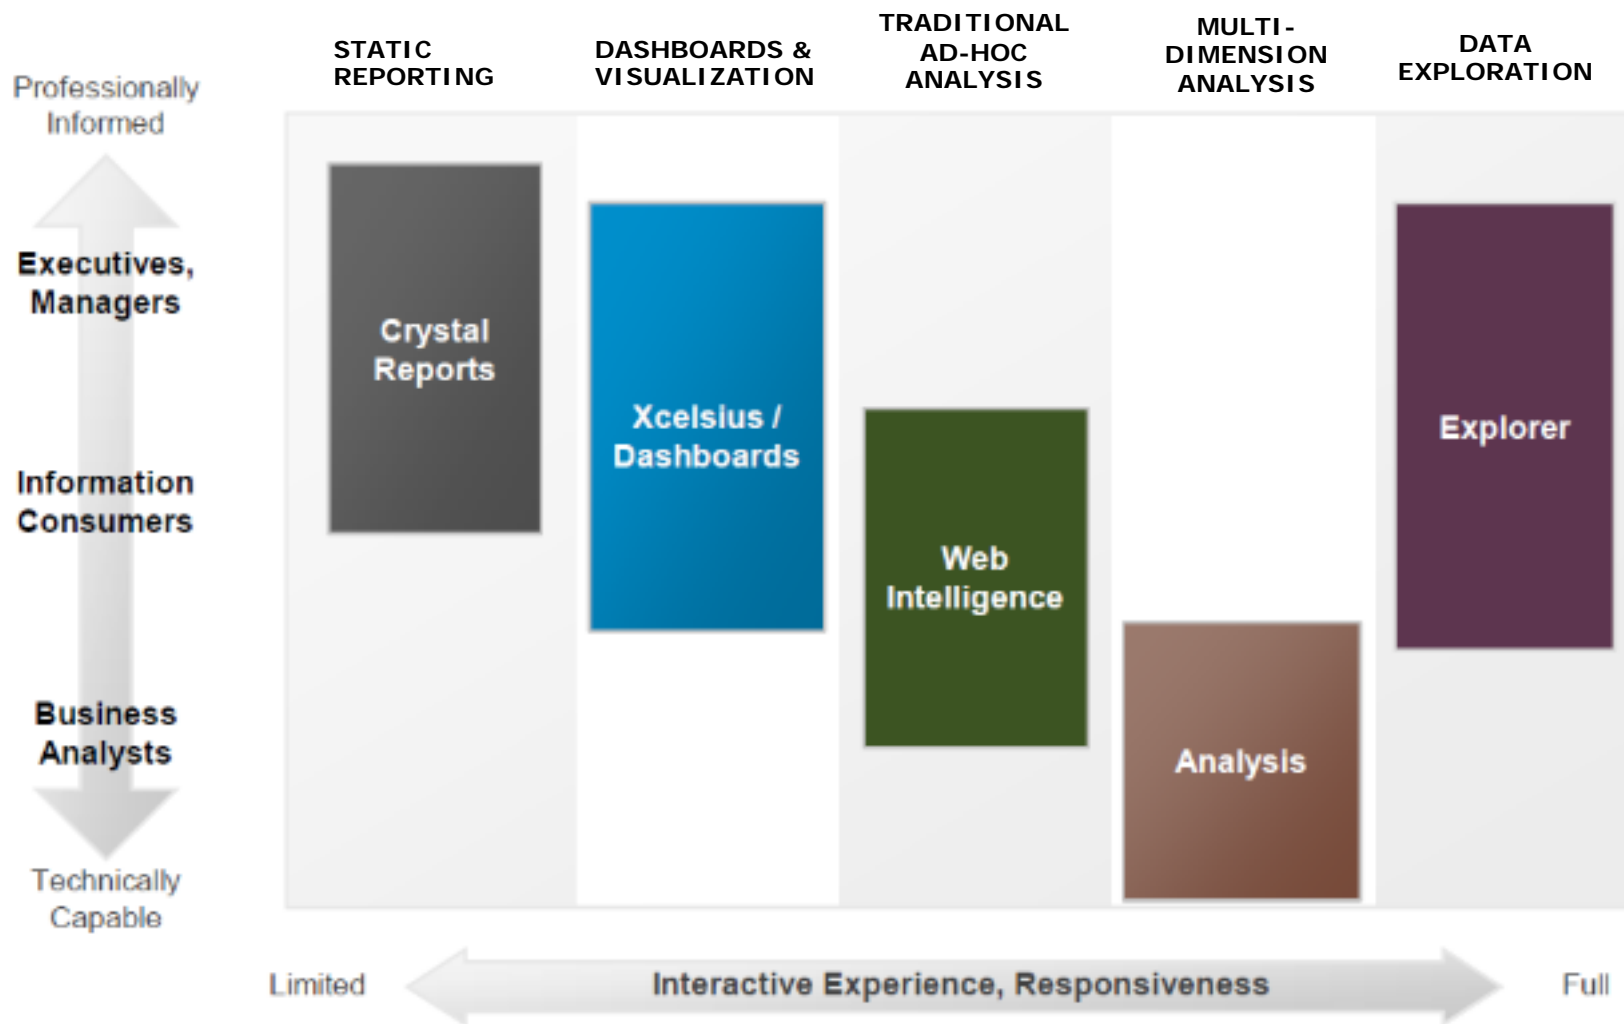 STATIC
REPORTING
DASHBOARDS &
VISUALIZATION
TRADITIONAL
AD-HOC
ANALYSIS
MULTI-
DIMENSION
ANALYSIS
DATA
EXPLORATION
Professionally
Informed
Executives,
Managers
Information
Consumers
Business
Analysts
Technically
Capable
Crystal
Reports
Xcelsius /
Dashboards
Web
Intelligence
Analysis
Explorer
Limited
Interactive Experience, Responsiveness
Full